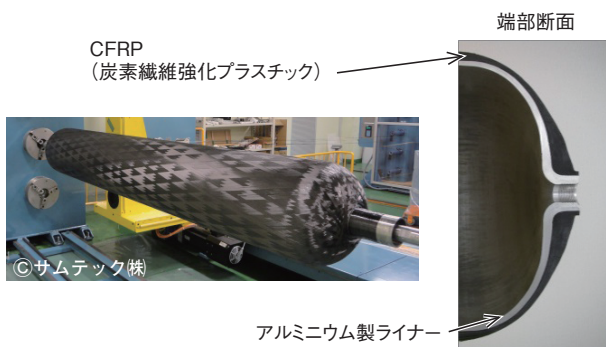 端部断面
CFRP
（炭素繊維強化プラスチック）
©サムテック㈱
アルミニウム製ライナー